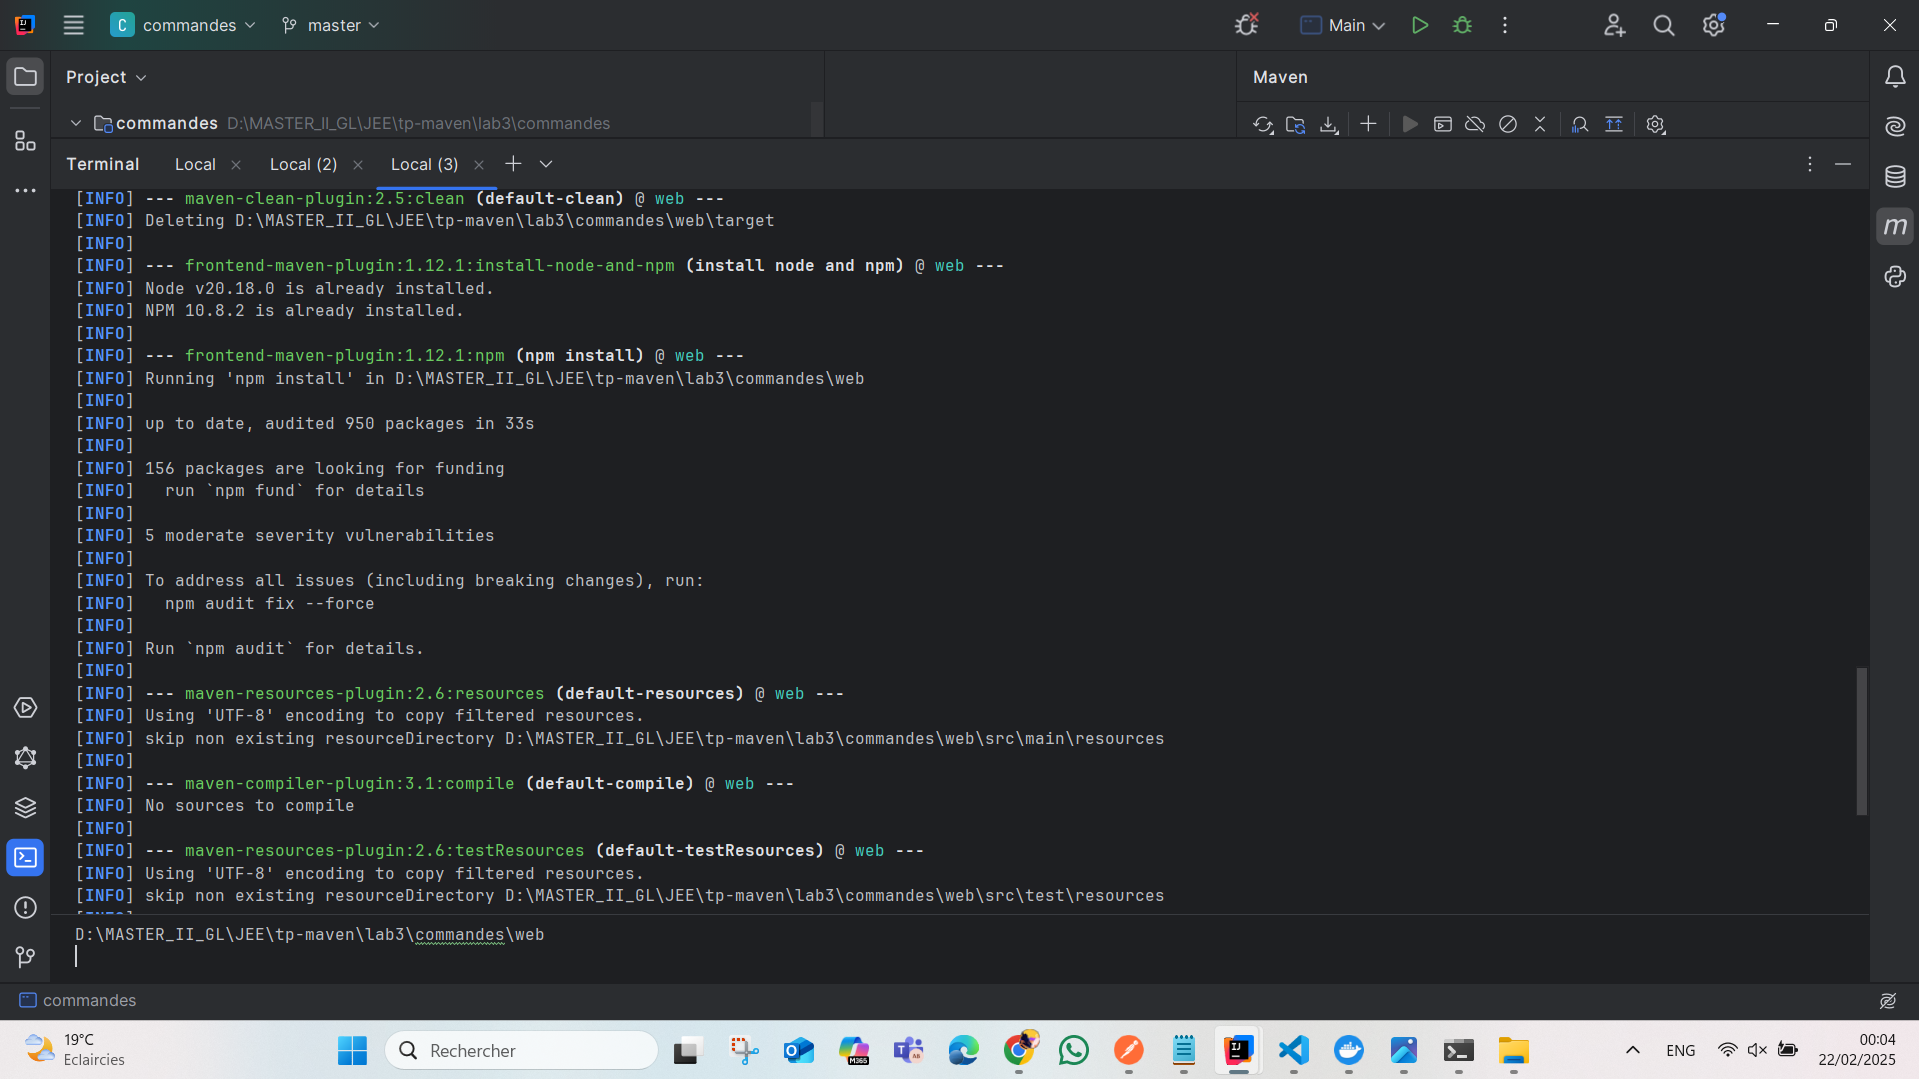 C commandes master Main
Project
Maven
commandes D:\MASTER_II_GL\JEE\tp-maven\lab3\commandes
Terminal Local Local (2) Local (3)
[INFO] --- maven-clean-plugin:2.5:clean (default-clean) @ web ---
[INFO] Deleting D:\MASTER_II_GL\JEE\tp-maven\lab3\commandes\web\target
[INFO]
[INFO] --- frontend-maven-plugin:1.12.1:install-node-and-npm (install node and npm) @ web ---
[INFO] Node v20.18.0 is already installed.
[INFO] NPM 10.8.2 is already installed.
[INFO]
[INFO] --- frontend-maven-plugin:1.12.1:npm (npm install) @ web ---
[INFO] Running 'npm install' in D:\MASTER_II_GL\JEE\tp-maven\lab3\commandes\web
[INFO]
[INFO] up to date, audited 950 packages in 33s
[INFO]
[INFO] 156 packages are looking for funding
[INFO]   run `npm fund` for details
[INFO]
[INFO] 5 moderate severity vulnerabilities
[INFO]
[INFO] To address all issues (including breaking changes), run:
[INFO]   npm audit fix --force
[INFO]
[INFO] Run `npm audit` for details.
[INFO]
[INFO] --- maven-resources-plugin:2.6:resources (default-resources) @ web ---
[INFO] Using 'UTF-8' encoding to copy filtered resources.
[INFO] skip non existing resourceDirectory D:\MASTER_II_GL\JEE\tp-maven\lab3\commandes\web\src\main\resources
[INFO]
[INFO] --- maven-compiler-plugin:3.1:compile (default-compile) @ web ---
[INFO] No sources to compile
[INFO]
[INFO] --- maven-resources-plugin:2.6:testResources (default-testResources) @ web ---
[INFO] Using 'UTF-8' encoding to copy filtered resources.
[INFO] skip non existing resourceDirectory D:\MASTER_II_GL\JEE\tp-maven\lab3\commandes\web\src\test\resources
D:\MASTER_II_GL\JEE\tp-maven\lab3\commandes\web
commandes
19°C
Eclaircies
Rechercher
ENG
00:04
22/02/2025